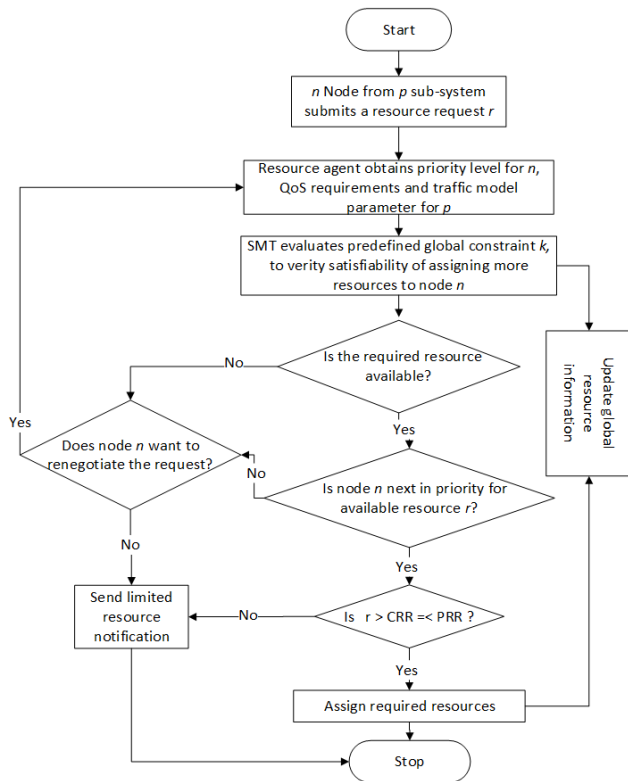 Start
n Node from p sub-system
submits a resource request r
Resource agent obtains priority level for n,
QoS requirements and traffic model
parameter for p
SMT evaluates predefined global constraint k,
to verity satisfiability of assigning more
resources to node n
Is the required resource
available?
No
Yes
Update global
resource
information
Does node n want to
renegotiate the request?
Yes
No
Is node n next in priority for
available resource r?
No
Yes
Send limited
resource
notification
No
Is r > CRR =< PRR ?
Yes
Assign required resources
Stop